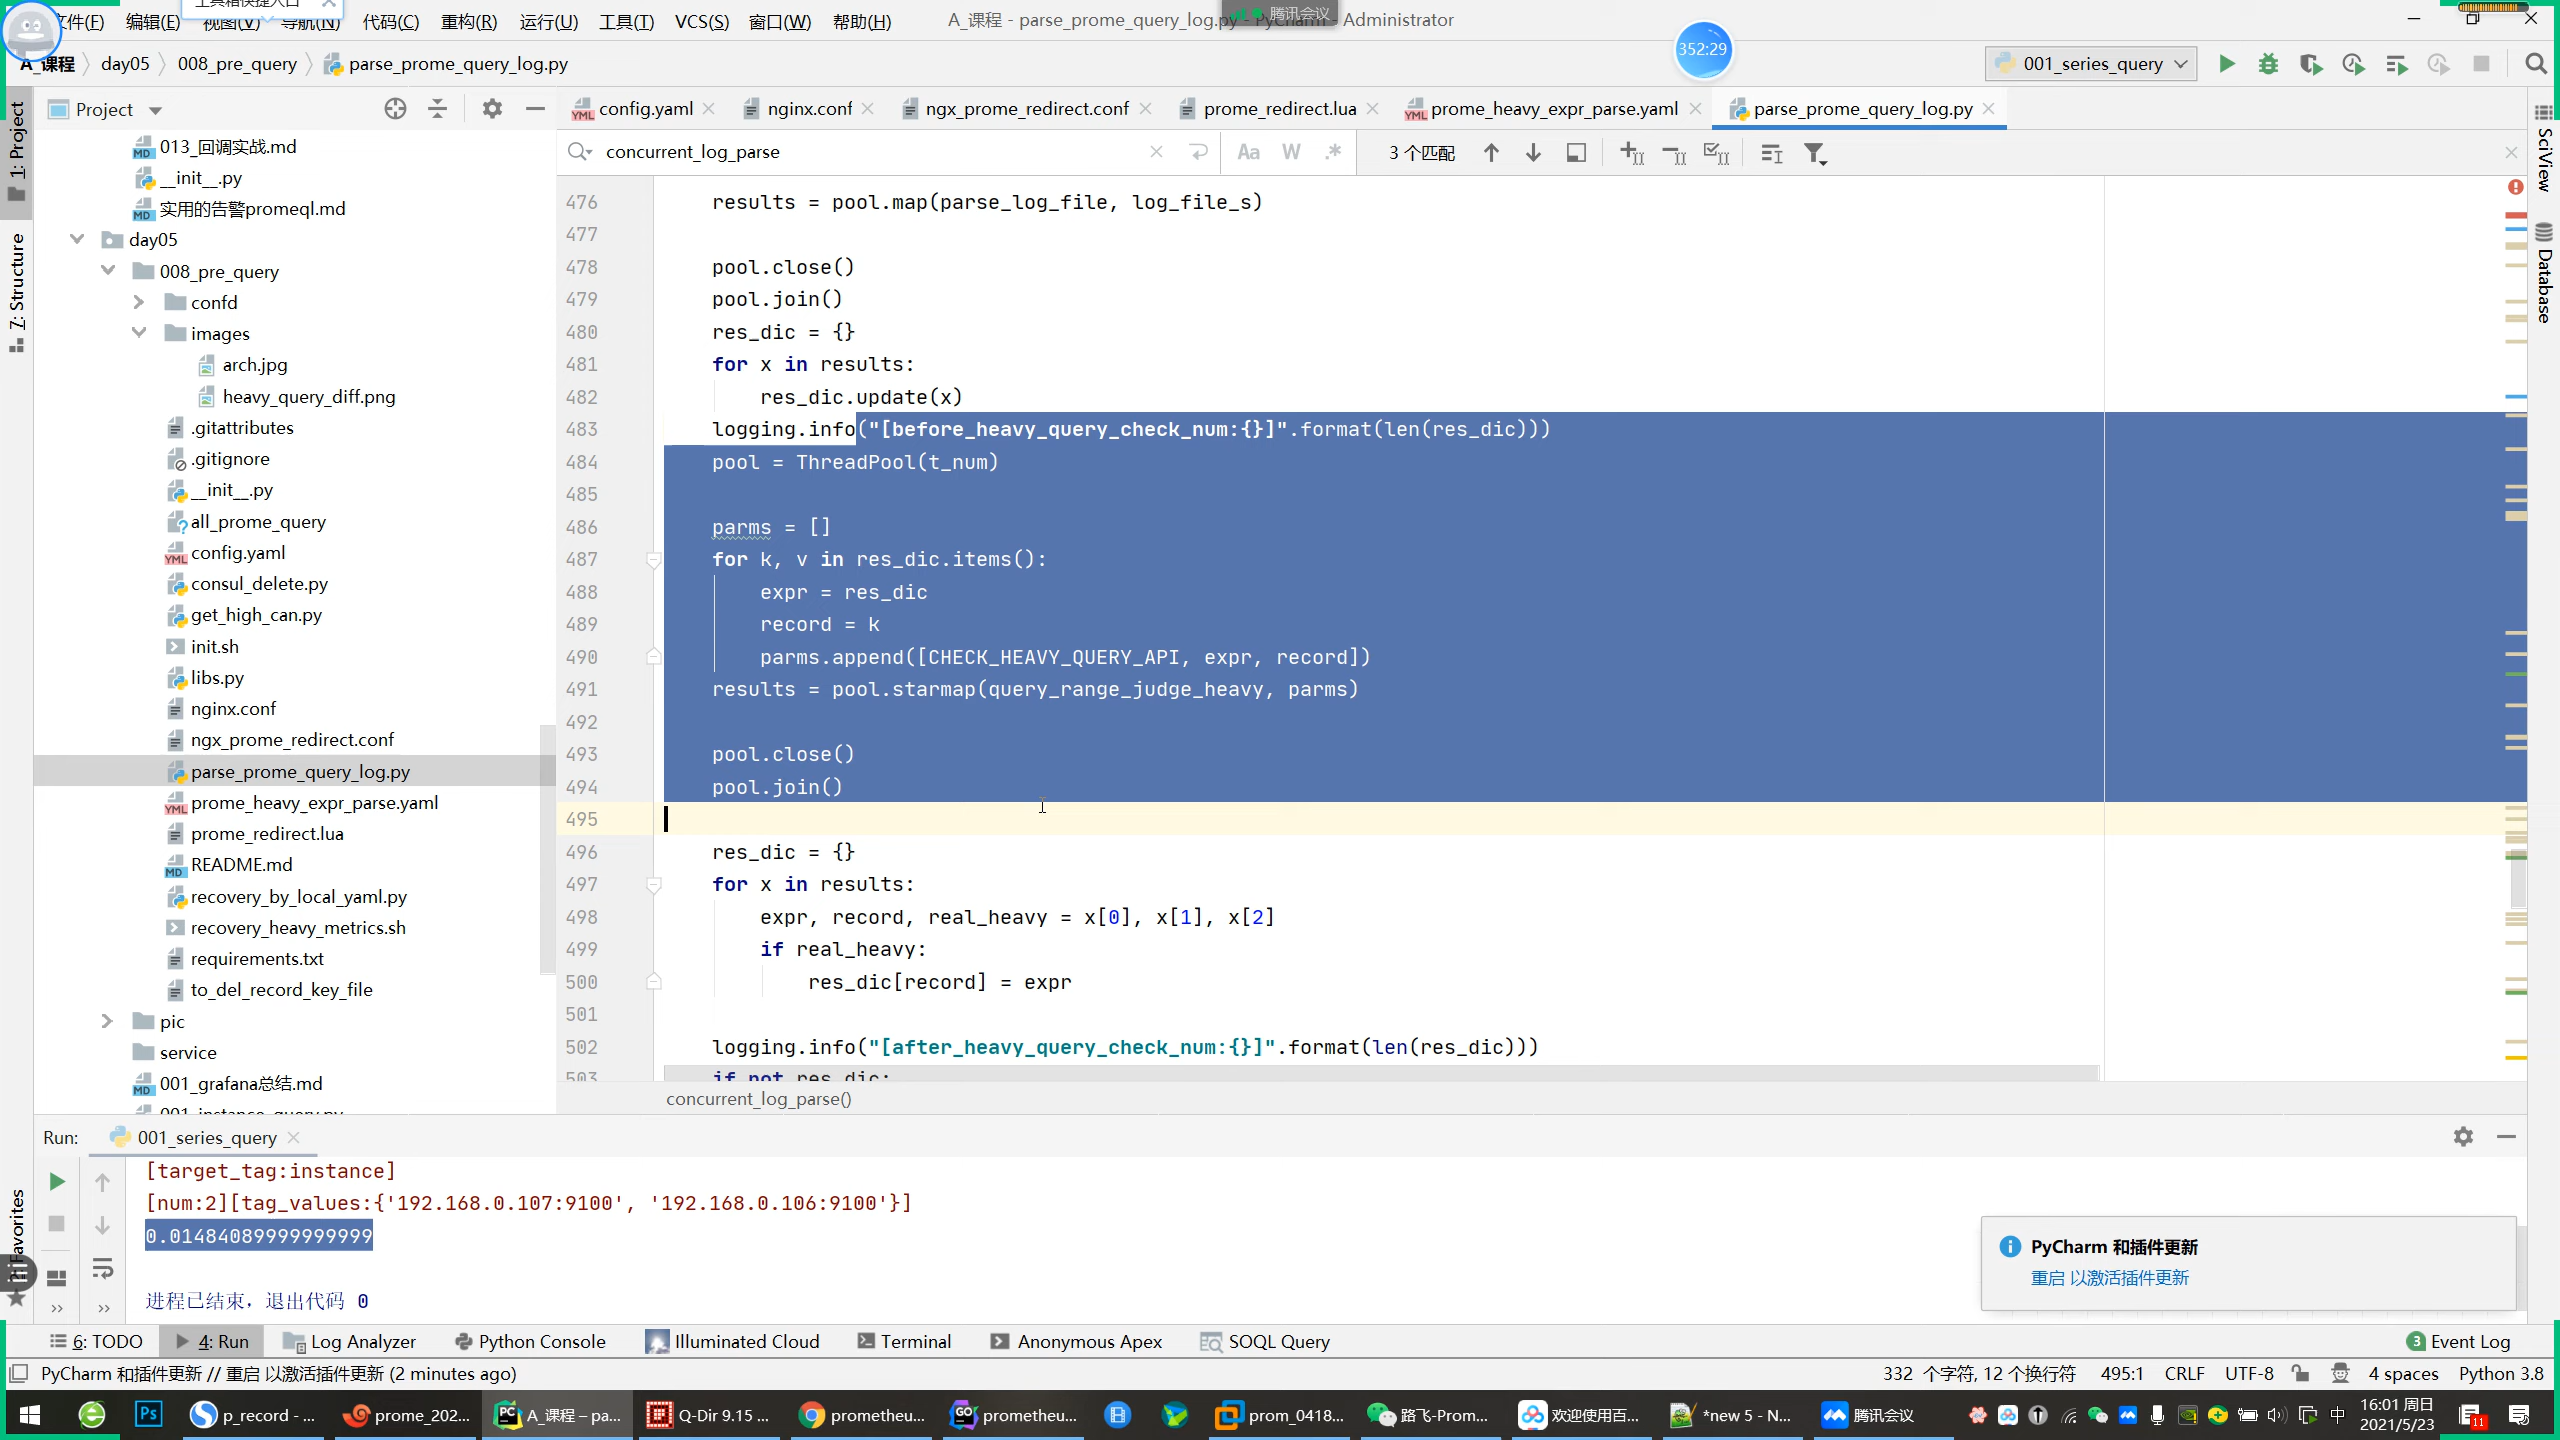 工具箱快捷入口
文件(F) 编辑(E) 视图(V) 导航(N) 代码(C) 重构(R) 运行(U) 工具(T) VCS(S) 窗口(W) 帮助(H)
A_课程 - parse_prome_query_log.py - PyCharm - Administrator
腾讯会议
352:29
A_课程 day05 008_pre_query parse_prome_query_log.py
001_series_query
Project
config.yaml nginx.conf ngx_prome_redirect.conf prome_redirect.lua prome_heavy_expr_parse.yaml parse_prome_query_log.py
concurrent_log_parse
Aa W .* 3 个匹配
1: Project
7: Structure
2: Favorites
SciView
Database
013_回调实战.md
__init__.py
实用的告警promeql.md
day05
008_pre_query
confd
images
arch.jpg
heavy_query_diff.png
.gitattributes
.gitignore
__init__.py
all_prome_query
config.yaml
consul_delete.py
get_high_can.py
init.sh
libs.py
nginx.conf
ngx_prome_redirect.conf
parse_prome_query_log.py
prome_heavy_expr_parse.yaml
prome_redirect.lua
README.md
recovery_by_local_yaml.py
recovery_heavy_metrics.sh
requirements.txt
to_del_record_key_file
pic
service
001_grafana总结.md
001_instance_query.py
476 results = pool.map(parse_log_file, log_file_s)
477
478 pool.close()
479 pool.join()
480 res_dic = {}
481 for x in results:
482 res_dic.update(x)
483 logging.info("[before_heavy_query_check_num:{}]".format(len(res_dic)))
484 pool = ThreadPool(t_num)
485
486 parms = []
487 for k, v in res_dic.items():
488 expr = res_dic
489 record = k
490 parms.append([CHECK_HEAVY_QUERY_API, expr, record])
491 results = pool.starmap(query_range_judge_heavy, parms)
492
493 pool.close()
494 pool.join()
495
496 res_dic = {}
497 for x in results:
498 expr, record, real_heavy = x[0], x[1], x[2]
499 if real_heavy:
500 res_dic[record] = expr
501
502 logging.info("[after_heavy_query_check_num:{}]".format(len(res_dic)))
503 if not res_dic:
concurrent_log_parse()
Run: 001_series_query
[target_tag:instance]
[num:2][tag_values:{'192.168.0.107:9100', '192.168.0.106:9100'}]
0.01484089999999999
进程已结束，退出代码 0
PyCharm 和插件更新
重启 以激活插件更新
6: TODO 4: Run Log Analyzer Python Console Illuminated Cloud Terminal Anonymous Apex SOQL Query 3 Event Log
PyCharm 和插件更新 // 重启 以激活插件更新 (2 minutes ago)
332 个字符, 12 个换行符 495:1 CRLF UTF-8 4 spaces Python 3.8
Ps p_record - ... prome_202... A_课程 – pa... Q-Dir 9.15 ... prometheu... prometheu... prom_0418... 路飞-Prom... 欢迎使用百... *new 5 - N... 腾讯会议
中
16:01 周日
2021/5/23
11